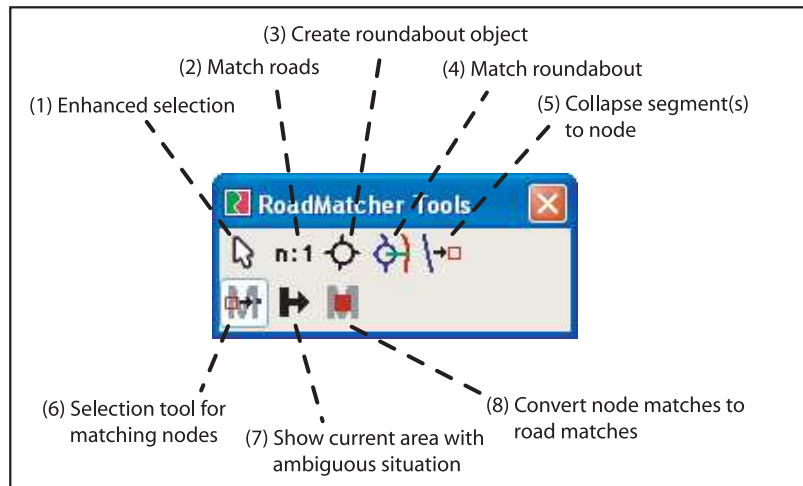 (3) Create roundabout object
(2) Match roads
(4) Match roundabout
(1) Enhanced selection
(5) Collapse segment(s)
to node
RoadMatcher Tools
n:1
(6) Selection tool for
matching nodes
(7) Show current area with
ambiguous situation
(8) Convert node matches to
road matches